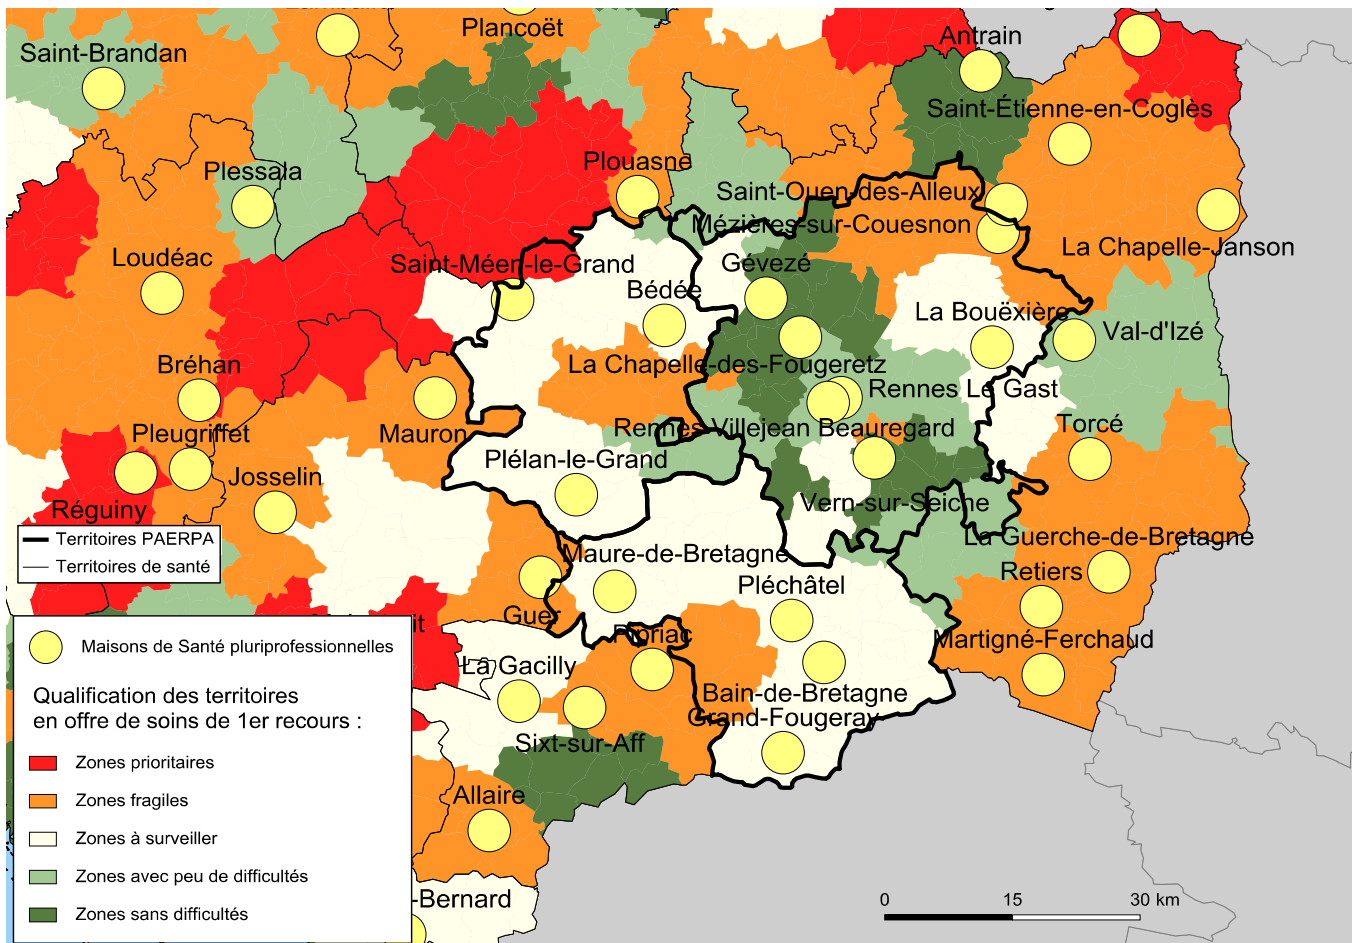 Plancoët
Antrain
Saint-Brandan
Saint-Étienne-en-Coglès
Plouasne
Plessala
Saint-Ouen-des-Alleux
Mézières-sur-Couesnon
La Chapelle-Janson
Loudéac
Saint-Méen-le-Grand
Gévezé
Bédée
La Bouëxière
Val-d'Izé
Bréhan
La Chapelle-des-Fougeretz
Rennes Le Gast
Pleugriffet
Mauron
Rennes-Villejean Beauregard
Torcé
Josselin
Plélan-le-Grand
Réguiny
Vern-sur-Seiche
Territoires PAERPA
Territoires de santé
La Guerche-de-Bretagne
Maure-de-Bretagne
Pléchâtel
Retiers
Guer
Pipriac
Martigné-Ferchaud
Maisons de Santé pluriprofessionnelles
La Gacilly
Bain-de-Bretagne
Grand-Fougeray
Sixt-sur-Aff
Qualification des territoires
en offre de soins de 1er recours :
Zones prioritaires
Zones fragiles
Zones à surveiller
Zones avec peu de difficultés
Zones sans difficultés
Allaire
-Bernard
0 15 30 km